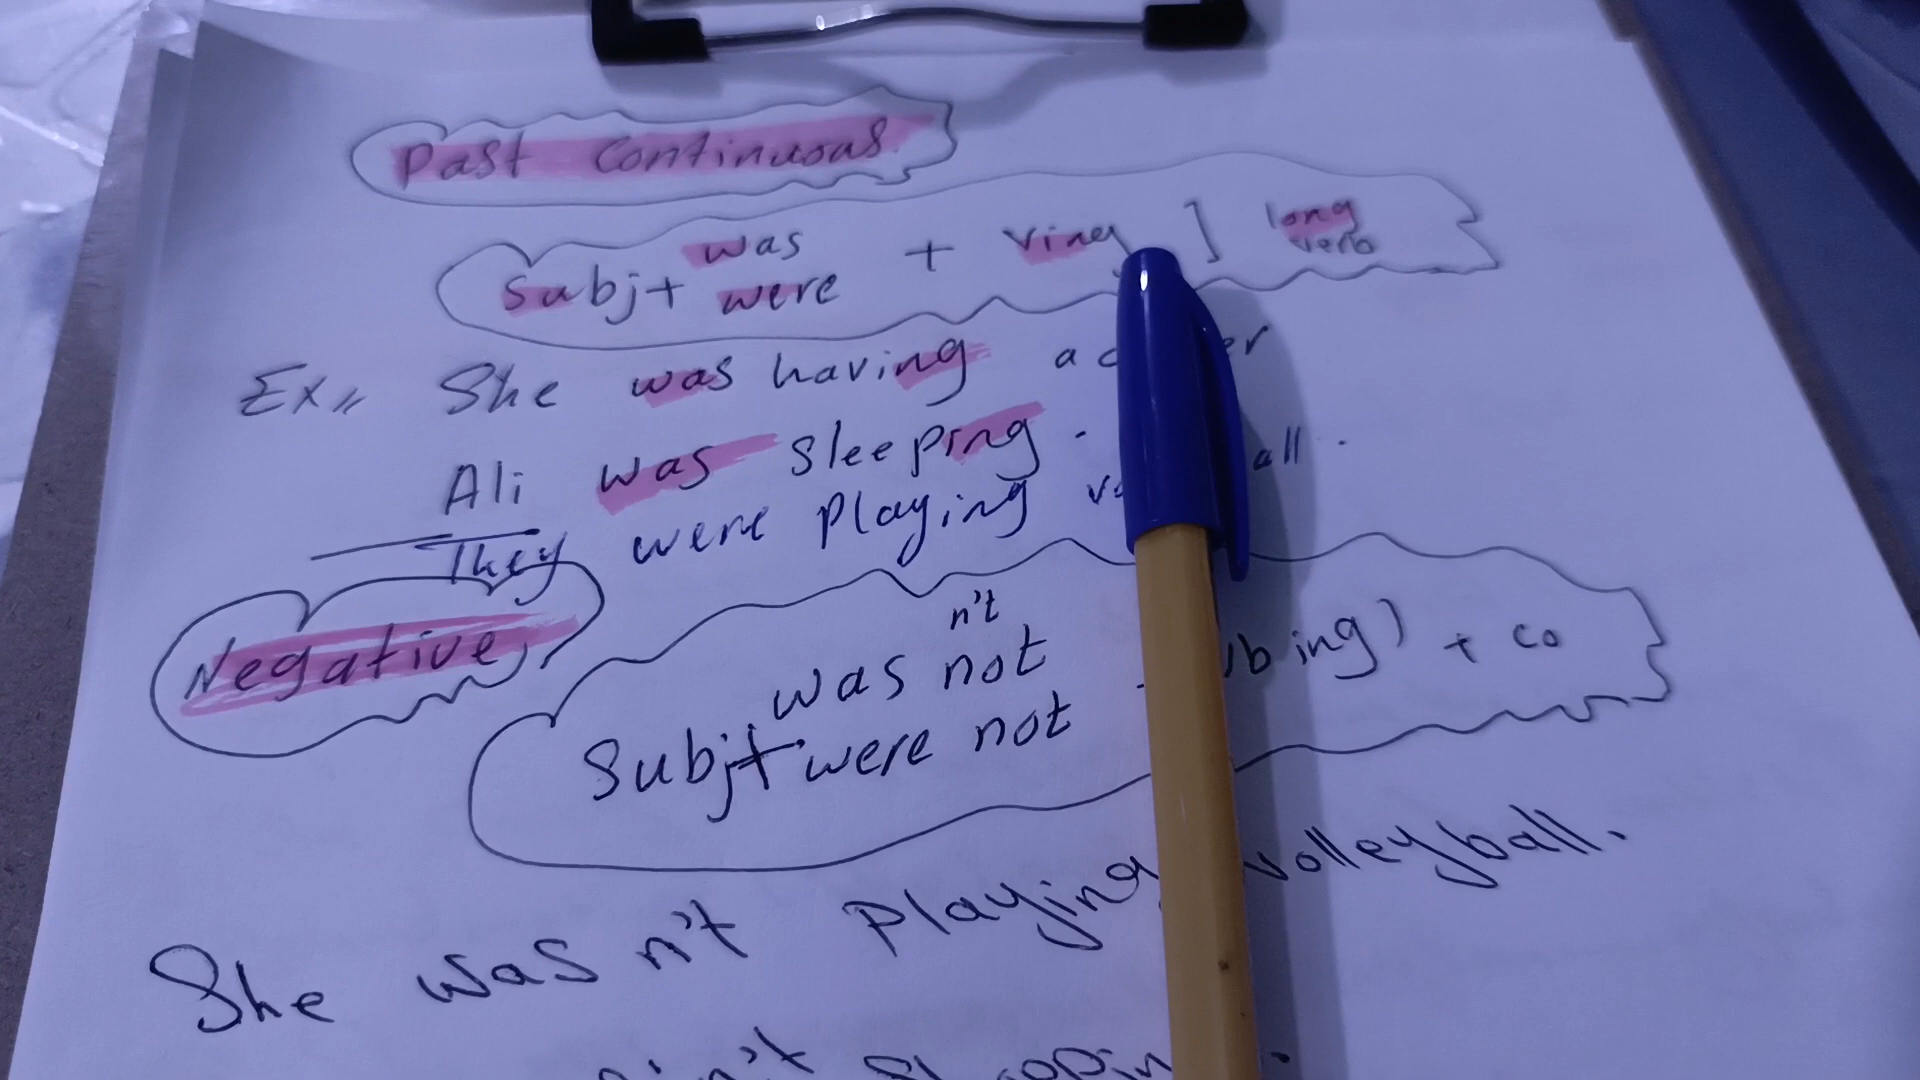 Past Continuous
was
Subj+ were + Ving ] long verb
Ex,, She was having a
Ali was sleeping.
They were Playing
Negative,
n't
was not
Subj+ were not ing) + Co
She wasn't Playing volleyball.